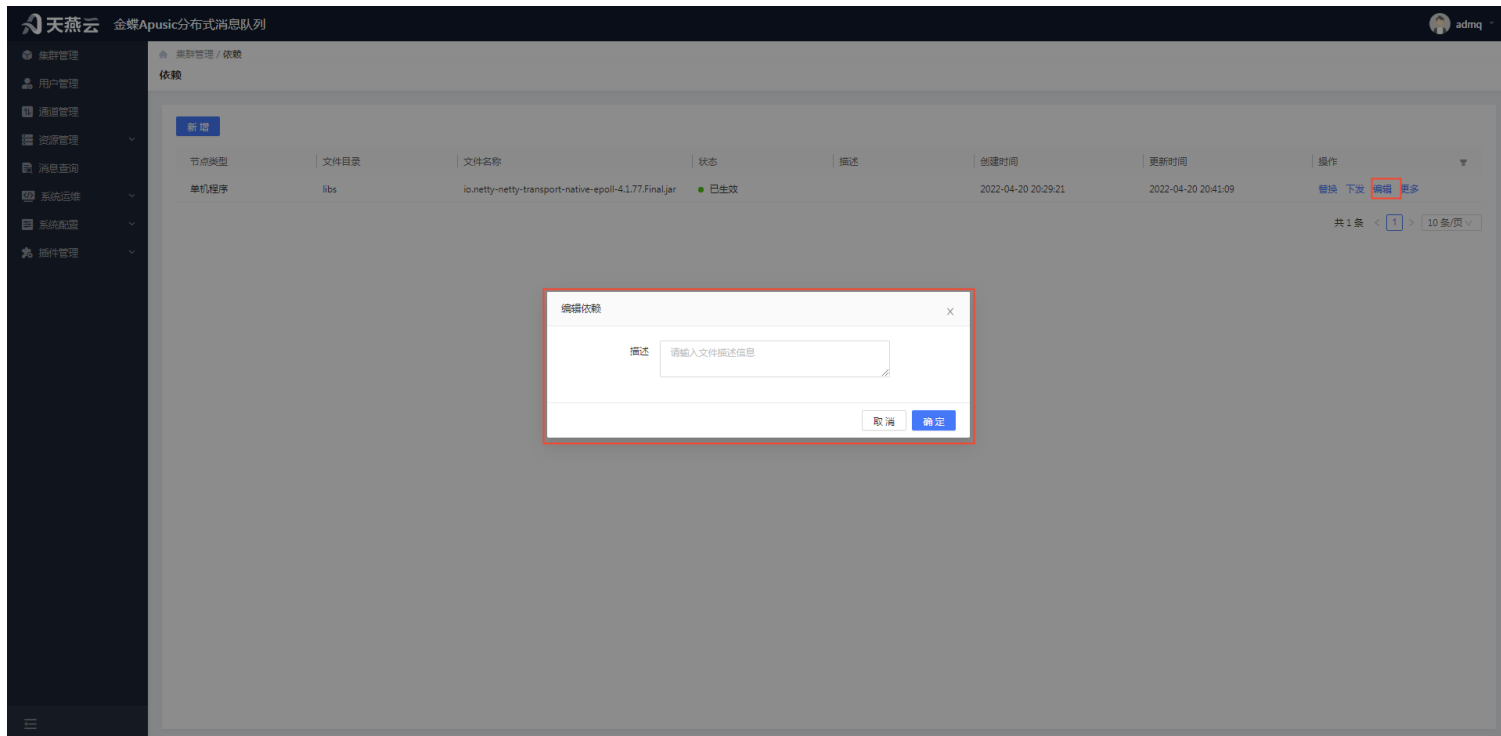 天燕云 金蝶Apusic分布式消息队列 admq
集群管理
用户管理
通道管理
资源管理
消息查询
系统运维
系统配置
插件管理
集群管理 / 依赖
依赖
新 增
节点类型 文件目录 文件名称 状态 描述 创建时间 更新时间 操作
单机程序 libs io.netty-netty-transport-native-epoll-4.1.77.Final.jar 已生效 2022-04-20 20:29:21 2022-04-20 20:41:09 替换 下发 编辑 更多
共 1 条 < 1 > 10 条/页
编辑依赖
描述 请输入文件描述信息
取 消 确 定